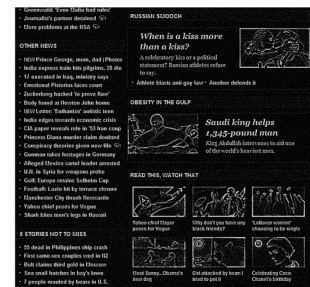 Greenwald: 'Even Mafia had rules'
Journalist's partner detained
More problems at the NSA
OTHER NEWS
NEW Prince George, mom, dad | Photos
India express train hits pilgrims, 28 die
17 executed in Iraq, ministry says
Emotional Pistorius faces court
Zuckerberg hacked 'to prove flaw'
Body found at Newton John home
NEW Letter: 'Euthanize' autistic teen
India edges towards economic crisis
CIA paper reveals role in '53 Iran coup
Princess Diana murder claim doubted
Conspiracy theories given new life
Gunman takes hostages in Germany
Alleged Mexico cartel leader arrested
U.N. in Syria for weapons probe
Golf: Europe retains Solheim Cup
Football: Lazio hit by terrace closure
Manchester City thrash Newcastle
Yahoo chief poses for Vogue
Shark bites teen's legs in Hawaii
5 STORIES NOT TO MISS
55 dead in Philippines ship crash
First same-sex couples wed in NZ
Bolt claims third gold in Moscow
Sea snail hatches in boy's knee
7 people mauled by bears in U.S.
RUSSIAN SMOOCH
When is a kiss more
than a kiss?
A celebratory kiss or a political
statement? Russian athletes refuse
to say.
Athlete blasts anti-gay law Another defends it
OBESITY IN THE GULF
Saudi king helps
1,345-pound man
King Abdullah intervenes to aid one
of the world's heaviest men.
READ THIS, WATCH THAT
Yahoo chief Mayer
poses for Vogue
Why don't you have any
black friends?
'Leftover women'
choosing to be single
Meet Sunny, Obama's
new dog
Girl attacked by bear: I
tried to pet it
Celebrating Coco
Chanel's birthday